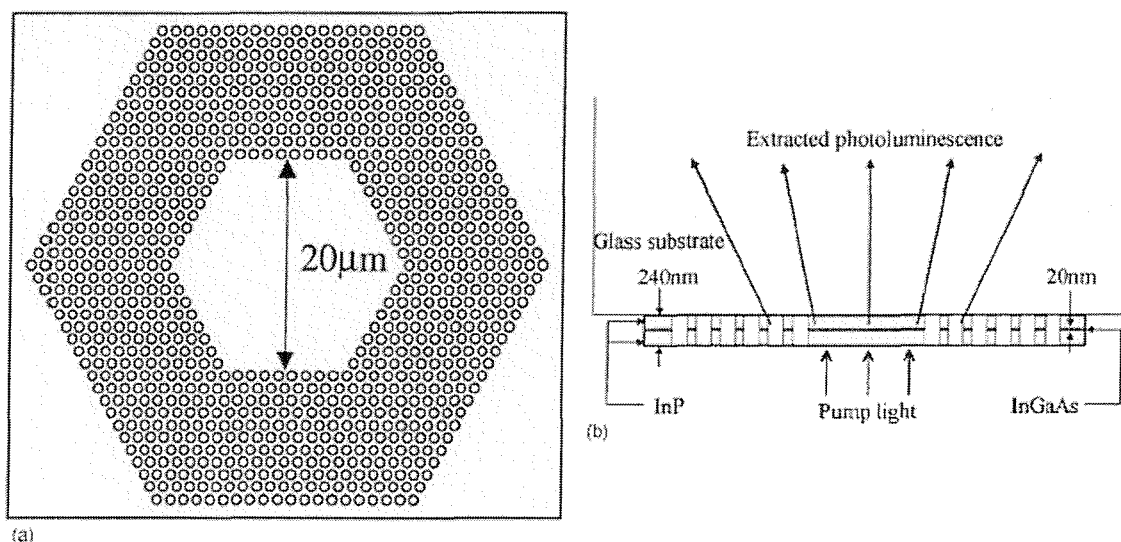 20μm
(a)
Extracted photoluminescence
Glass substrate
240nm
20nm
InP
Pump light
InGaAs
(b)